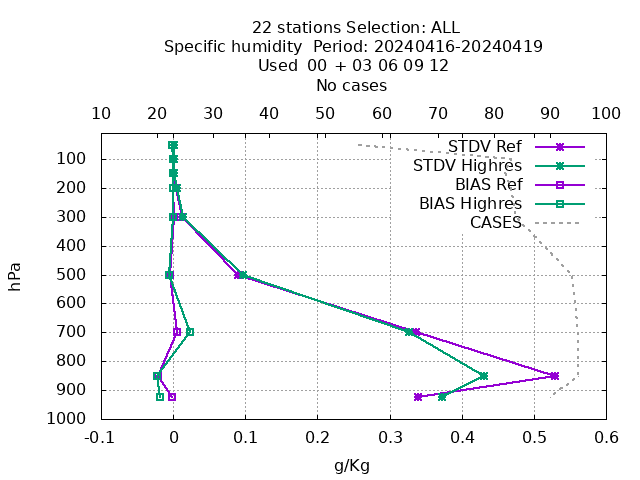 22 stations Selection: ALL
Specific humidity  Period: 20240416-20240419
Used  00 + 03 06 09 12
No cases
10 20 30 40 50 60 70 80 90 100
STDV Ref
STDV Highres
BIAS Ref
BIAS Highres
CASES
hPa
100
200
300
400
500
600
700
800
900
1000
-0.1 0 0.1 0.2 0.3 0.4 0.5 0.6
g/Kg